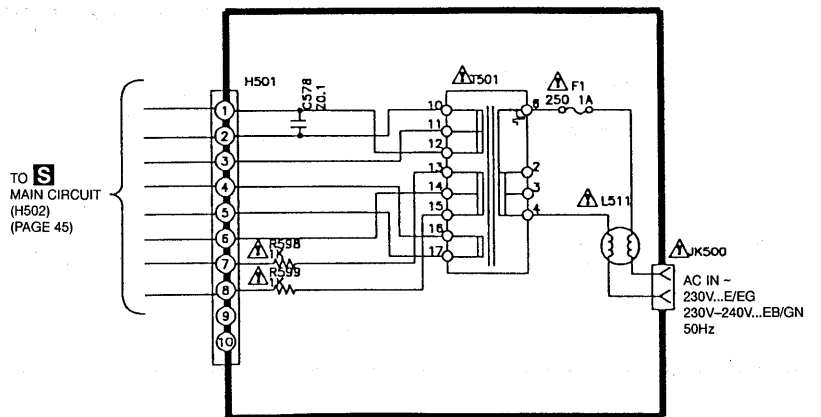 H501
C578
Z0.1
T501
F1
250 1A
1
2
3
4
5
6
7
8
9
10
10
11
12
13
14
15
16
17
6
2
3
4
R598
1K
R599
1K
L511
JK500
TO S
MAIN CIRCUIT
(H502)
(PAGE 45)
AC IN ~
230V...E/EG
230V–240V...EB/GN
50Hz